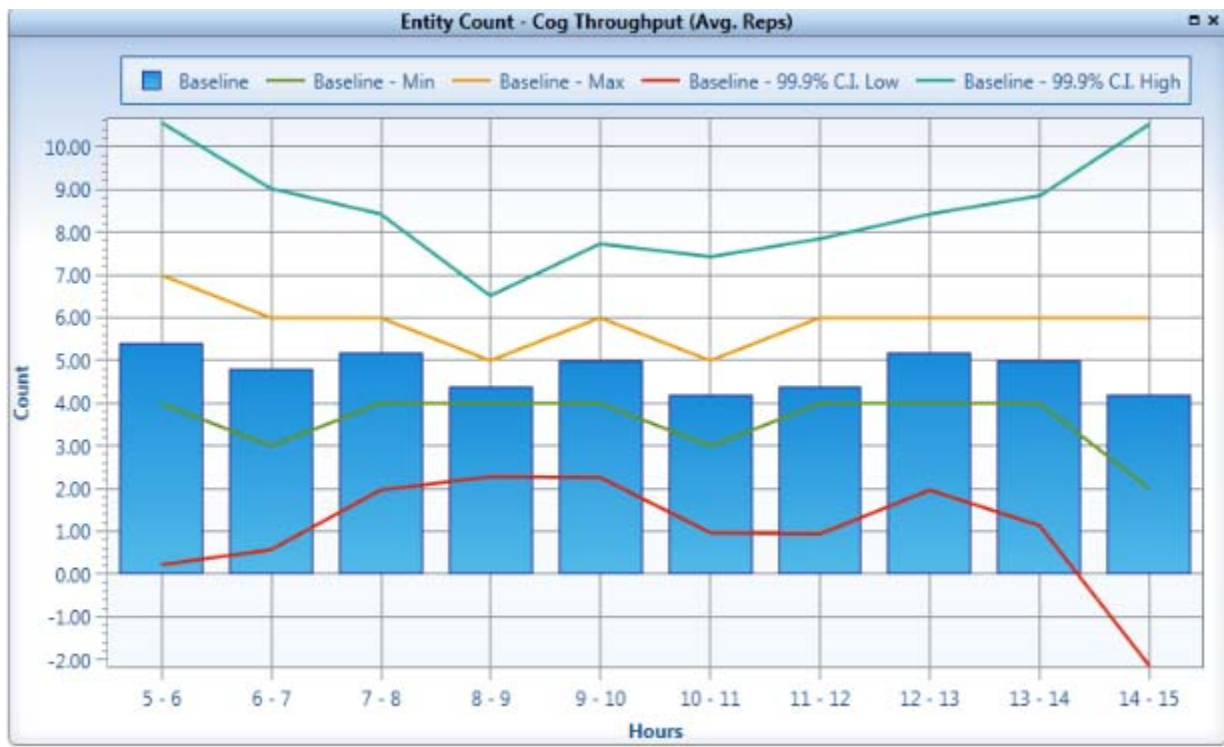 Entity Count - Cog Throughput (Avg. Reps)
Baseline Baseline - Min Baseline - Max Baseline - 99.9% C.I. Low Baseline - 99.9% C.I. High
10.00
9.00
8.00
7.00
6.00
5.00
4.00
3.00
2.00
1.00
0.00
-1.00
-2.00
Count
5 - 6 6 - 7 7 - 8 8 - 9 9 - 10 10 - 11 11 - 12 12 - 13 13 - 14 14 - 15
Hours